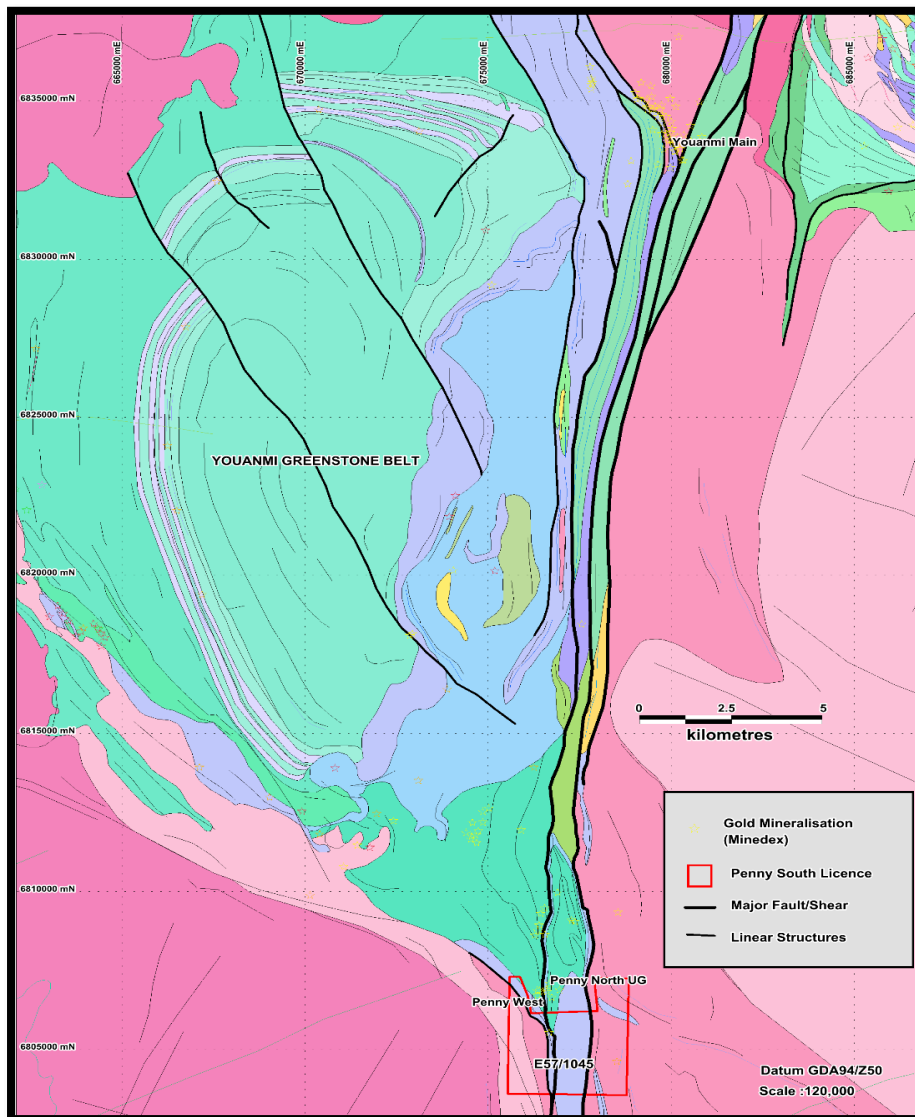 665000 mE
670000 mE
675000 mE
680000 mE
685000 mE
6835000 mN
Youanmi Main
6830000 mN
6825000 mN
YOUANMI GREENSTONE BELT
6820000 mN
0 2.5 5
kilometres
6815000 mN
Gold Mineralisation
(Minedex)
Penny South Licence
Major Fault/Shear
Linear Structures
6810000 mN
Penny North UG
Penny West
6805000 mN
E57/1045
Datum GDA94/Z50
Scale :120,000